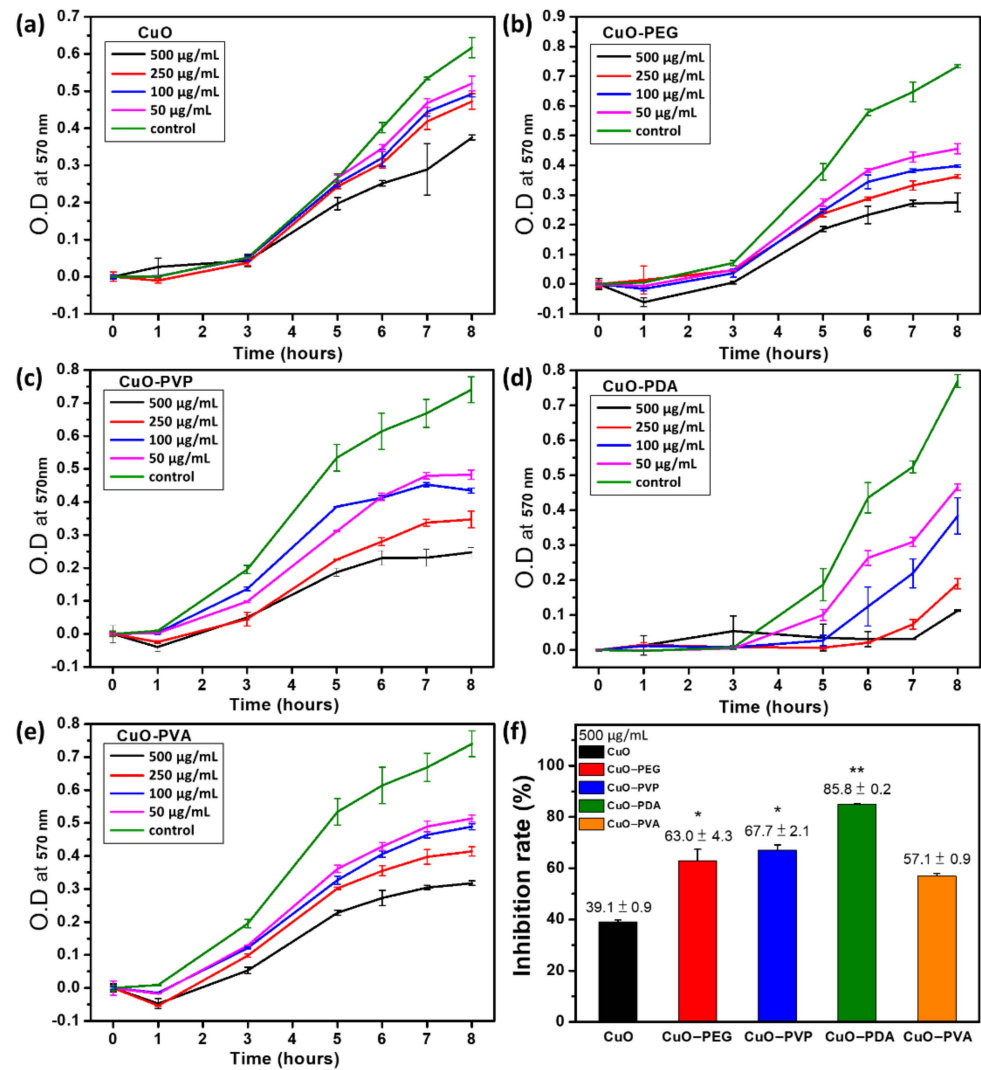 (a)
CuO
500 µg/mL
250 µg/mL
100 µg/mL
50 µg/mL
control
O.D at 570 nm
0.7
0.6
0.5
0.4
0.3
0.2
0.1
0.0
-0.1
0 1 2 3 4 5 6 7 8
Time (hours)
(b)
CuO-PEG
500 µg/mL
250 µg/mL
100 µg/mL
50 µg/mL
control
O.D at 570 nm
0.9
0.8
0.7
0.6
0.5
0.4
0.3
0.2
0.1
0.0
-0.1
0 1 2 3 4 5 6 7 8
Time (hours)
(c)
CuO-PVP
500 µg/mL
250 µg/mL
100 µg/mL
50 µg/mL
control
O.D at 570nm
0.8
0.7
0.6
0.5
0.4
0.3
0.2
0.1
0.0
-0.1
0 1 2 3 4 5 6 7 8
Time (hours)
(d)
CuO-PDA
500 µg/mL
250 µg/mL
100 µg/mL
50 µg/mL
control
O.D at 570 nm
0.8
0.7
0.6
0.5
0.4
0.3
0.2
0.1
0.0
0 1 2 3 4 5 6 7 8
Time (hours)
(e)
CuO-PVA
500 µg/mL
250 µg/mL
100 µg/mL
50 µg/mL
control
O.D at 570 nm
0.8
0.7
0.6
0.5
0.4
0.3
0.2
0.1
0.0
-0.1
0 1 2 3 4 5 6 7 8
Time (hours)
(f)
500 µg/mL
CuO
CuO−PEG
CuO−PVP
CuO−PDA
CuO−PVA
Inhibition rate (%)
100
80
60
40
20
0
39.1 ± 0.9
*
63.0 ± 4.3
*
67.7 ± 2.1
**
85.8 ± 0.2
57.1 ± 0.9
CuO CuO−PEG CuO−PVP CuO−PDA CuO−PVA